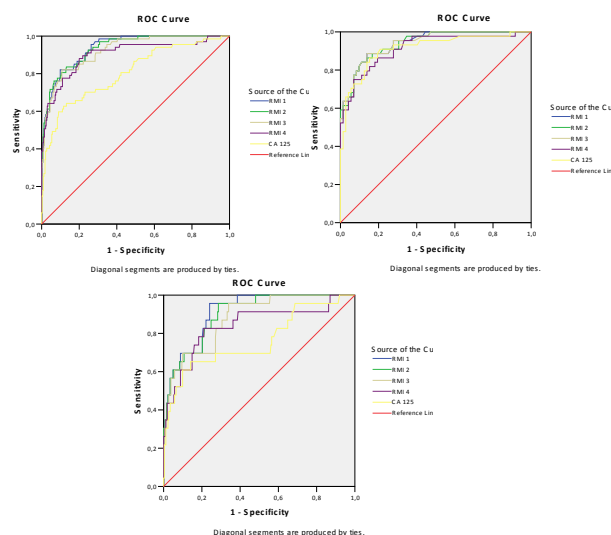 ROC Curve
1,0
0,8
0,6
0,4
0,2
0,0
Sensitivity
0,0 0,2 0,4 0,6 0,8 1,0
1 - Specificity
Source of the Cu
RMI 1
RMI 2
RMI 3
RMI 4
CA 125
Reference Lin
Diagonal segments are produced by ties.
ROC Curve
1,0
0,8
0,6
0,4
0,2
0,0
Sensitivity
0,0 0,2 0,4 0,6 0,8 1,0
1 - Specificity
Source of the Cu
RMI 1
RMI 2
RMI 3
RMI 4
CA 125
Reference Lin
Diagonal segments are produced by ties.
ROC Curve
1,0
0,8
0,6
0,4
0,2
0,0
Sensitivity
0,0 0,2 0,4 0,6 0,8 1,0
1 - Specificity
Source of the Cu
RMI 1
RMI 2
RMI 3
RMI 4
CA 125
Reference Lin
Diagonal segments are produced by ties.